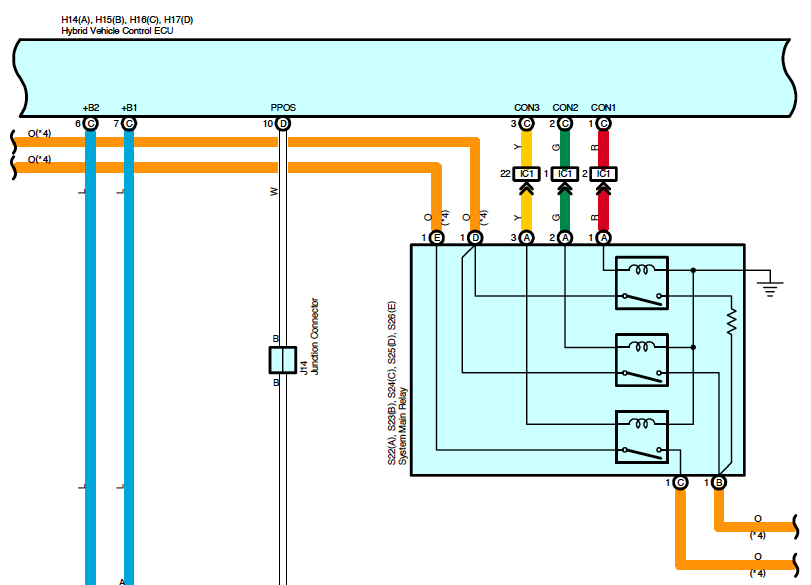 H14(A), H15(B), H16(C), H17(D)
Hybrid Vehicle Control ECU
+B2 +B1 PPOS CON3 CON2 CON1
6 C 7 C 10 D 3 C 2 C 1 C
O(*4)
O(*4)
Y G R
22 IC1 1 IC1 2 IC1
L L W
O (*4) O (*4) Y G R
1 E 1 D 3 A 2 A 1 A
B
J14
Junction Connector
B
S22(A), S23(B), S24(C), S25(D), S26(E)
System Main Relay
L L
1 C 1 B
O
(*4)
O
(*4)
A